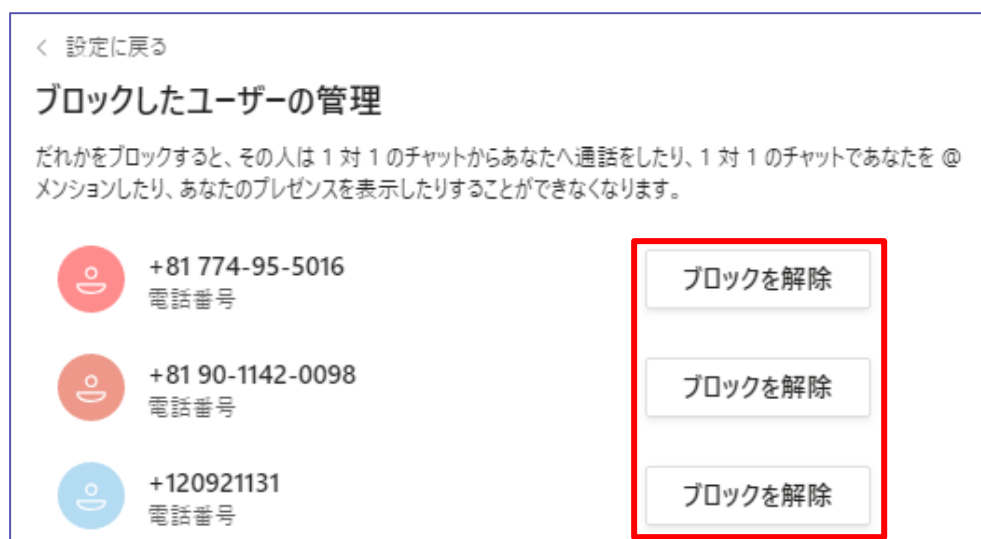 < 設定に戻る
ブロックしたユーザーの管理
だれかをブロックすると、その人は 1 対 1 のチャットからあなたへ通話をしたり、1 対 1 のチャットであなたを @
メンションしたり、あなたのプレゼンスを表示したりすることができなくなります。
+81 774-95-5016 ブロックを解除
電話番号
+81 90-1142-0098 ブロックを解除
電話番号
+120921131 ブロックを解除
電話番号